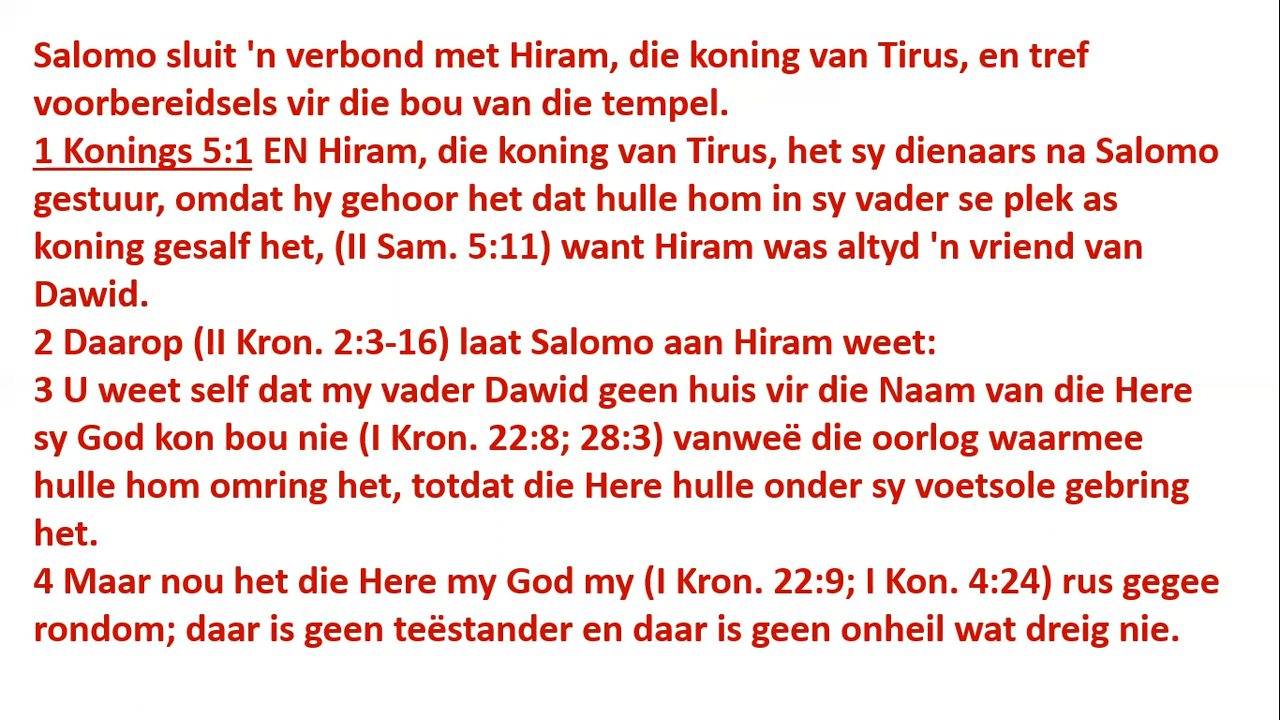 Salomo sluit 'n verbond met Hiram, die koning van Tirus, en tref
voorbereidsels vir die bou van die tempel.
1 Konings 5:1 EN Hiram, die koning van Tirus, het sy dienaars na Salomo
gestuur, omdat hy gehoor het dat hulle hom in sy vader se plek as
koning gesalf het, (II Sam. 5:11) want Hiram was altyd 'n vriend van
Dawid.
2 Daarop (II Kron. 2:3-16) laat Salomo aan Hiram weet:
3 U weet self dat my vader Dawid geen huis vir die Naam van die Here
sy God kon bou nie (I Kron. 22:8; 28:3) vanweë die oorlog waarmee
hulle hom omring het, totdat die Here hulle onder sy voetsole gebring
het.
4 Maar nou het die Here my God my (I Kron. 22:9; I Kon. 4:24) rus gegee
rondom; daar is geen teëstander en daar is geen onheil wat dreig nie.